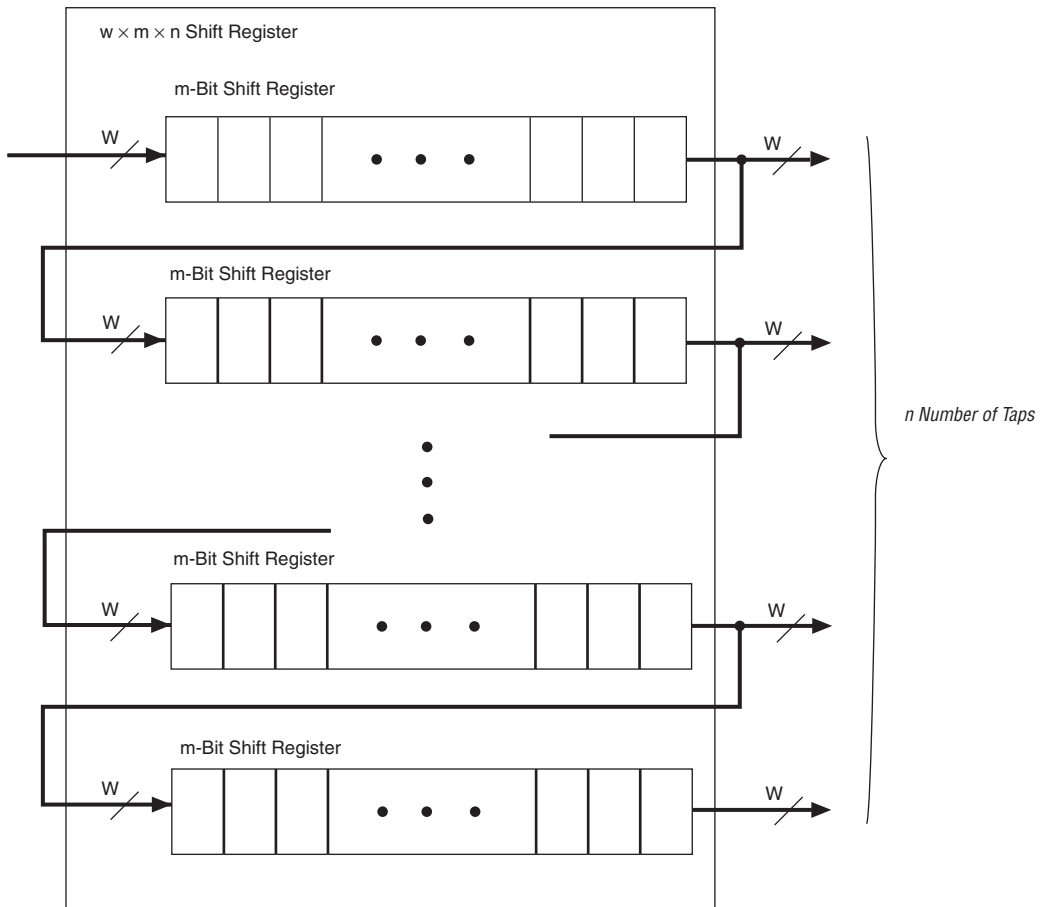 w × m × n Shift Register
m-Bit Shift Register
W
W
m-Bit Shift Register
W
W
n Number of Taps
m-Bit Shift Register
W
W
m-Bit Shift Register
W
W